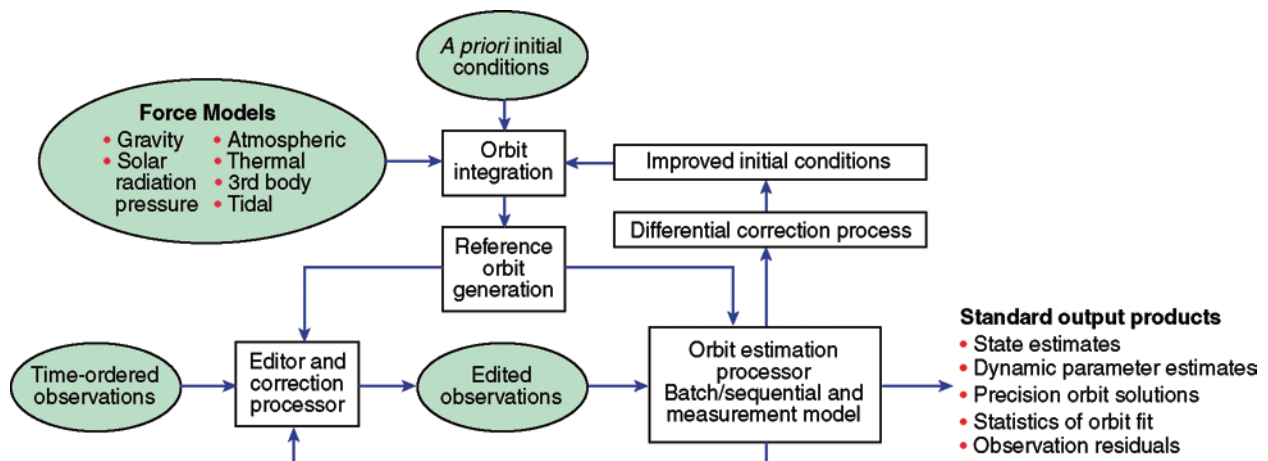 A priori initial
conditions
Force Models
• Gravity
• Solar
radiation
pressure
• Atmospheric
• Thermal
• 3rd body
• Tidal
Orbit
integration
Improved initial conditions
Differential correction process
Reference
orbit
generation
Time-ordered
observations
Editor and
correction
processor
Edited
observations
Orbit estimation
processor
Batch/sequential and
measurement model
Standard output products
• State estimates
• Dynamic parameter estimates
• Precision orbit solutions
• Statistics of orbit fit
• Observation residuals